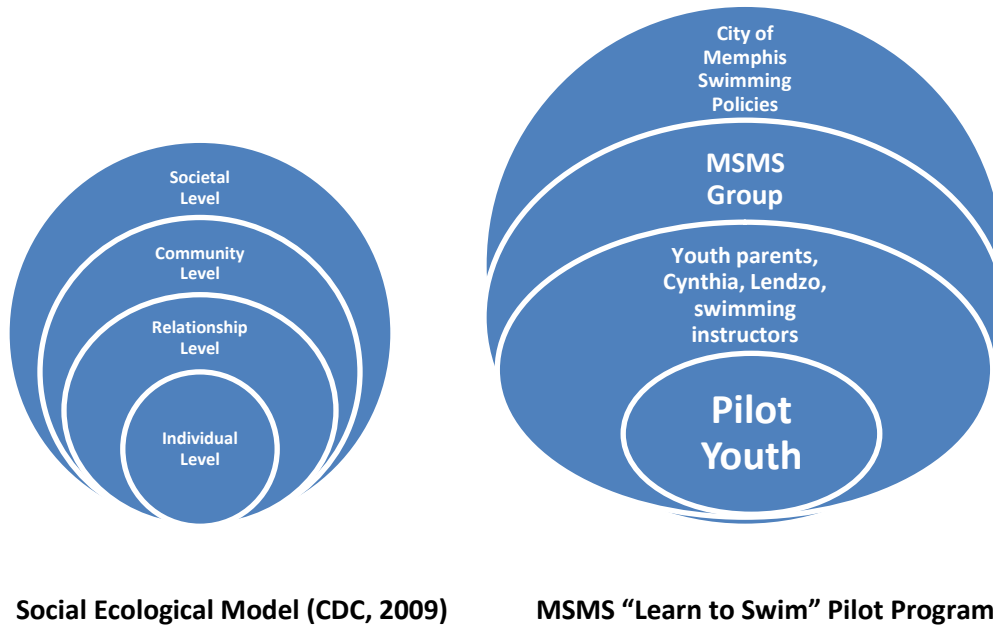 Societal
Level
Community
Level
Relationship
Level
Individual
Level
City of
Memphis
Swimming
Policies
MSMS
Group
Youth parents,
Cynthia, Lendzo,
swimming
instructors
Pilot
Youth
Social Ecological Model (CDC, 2009)
MSMS “Learn to Swim” Pilot Program